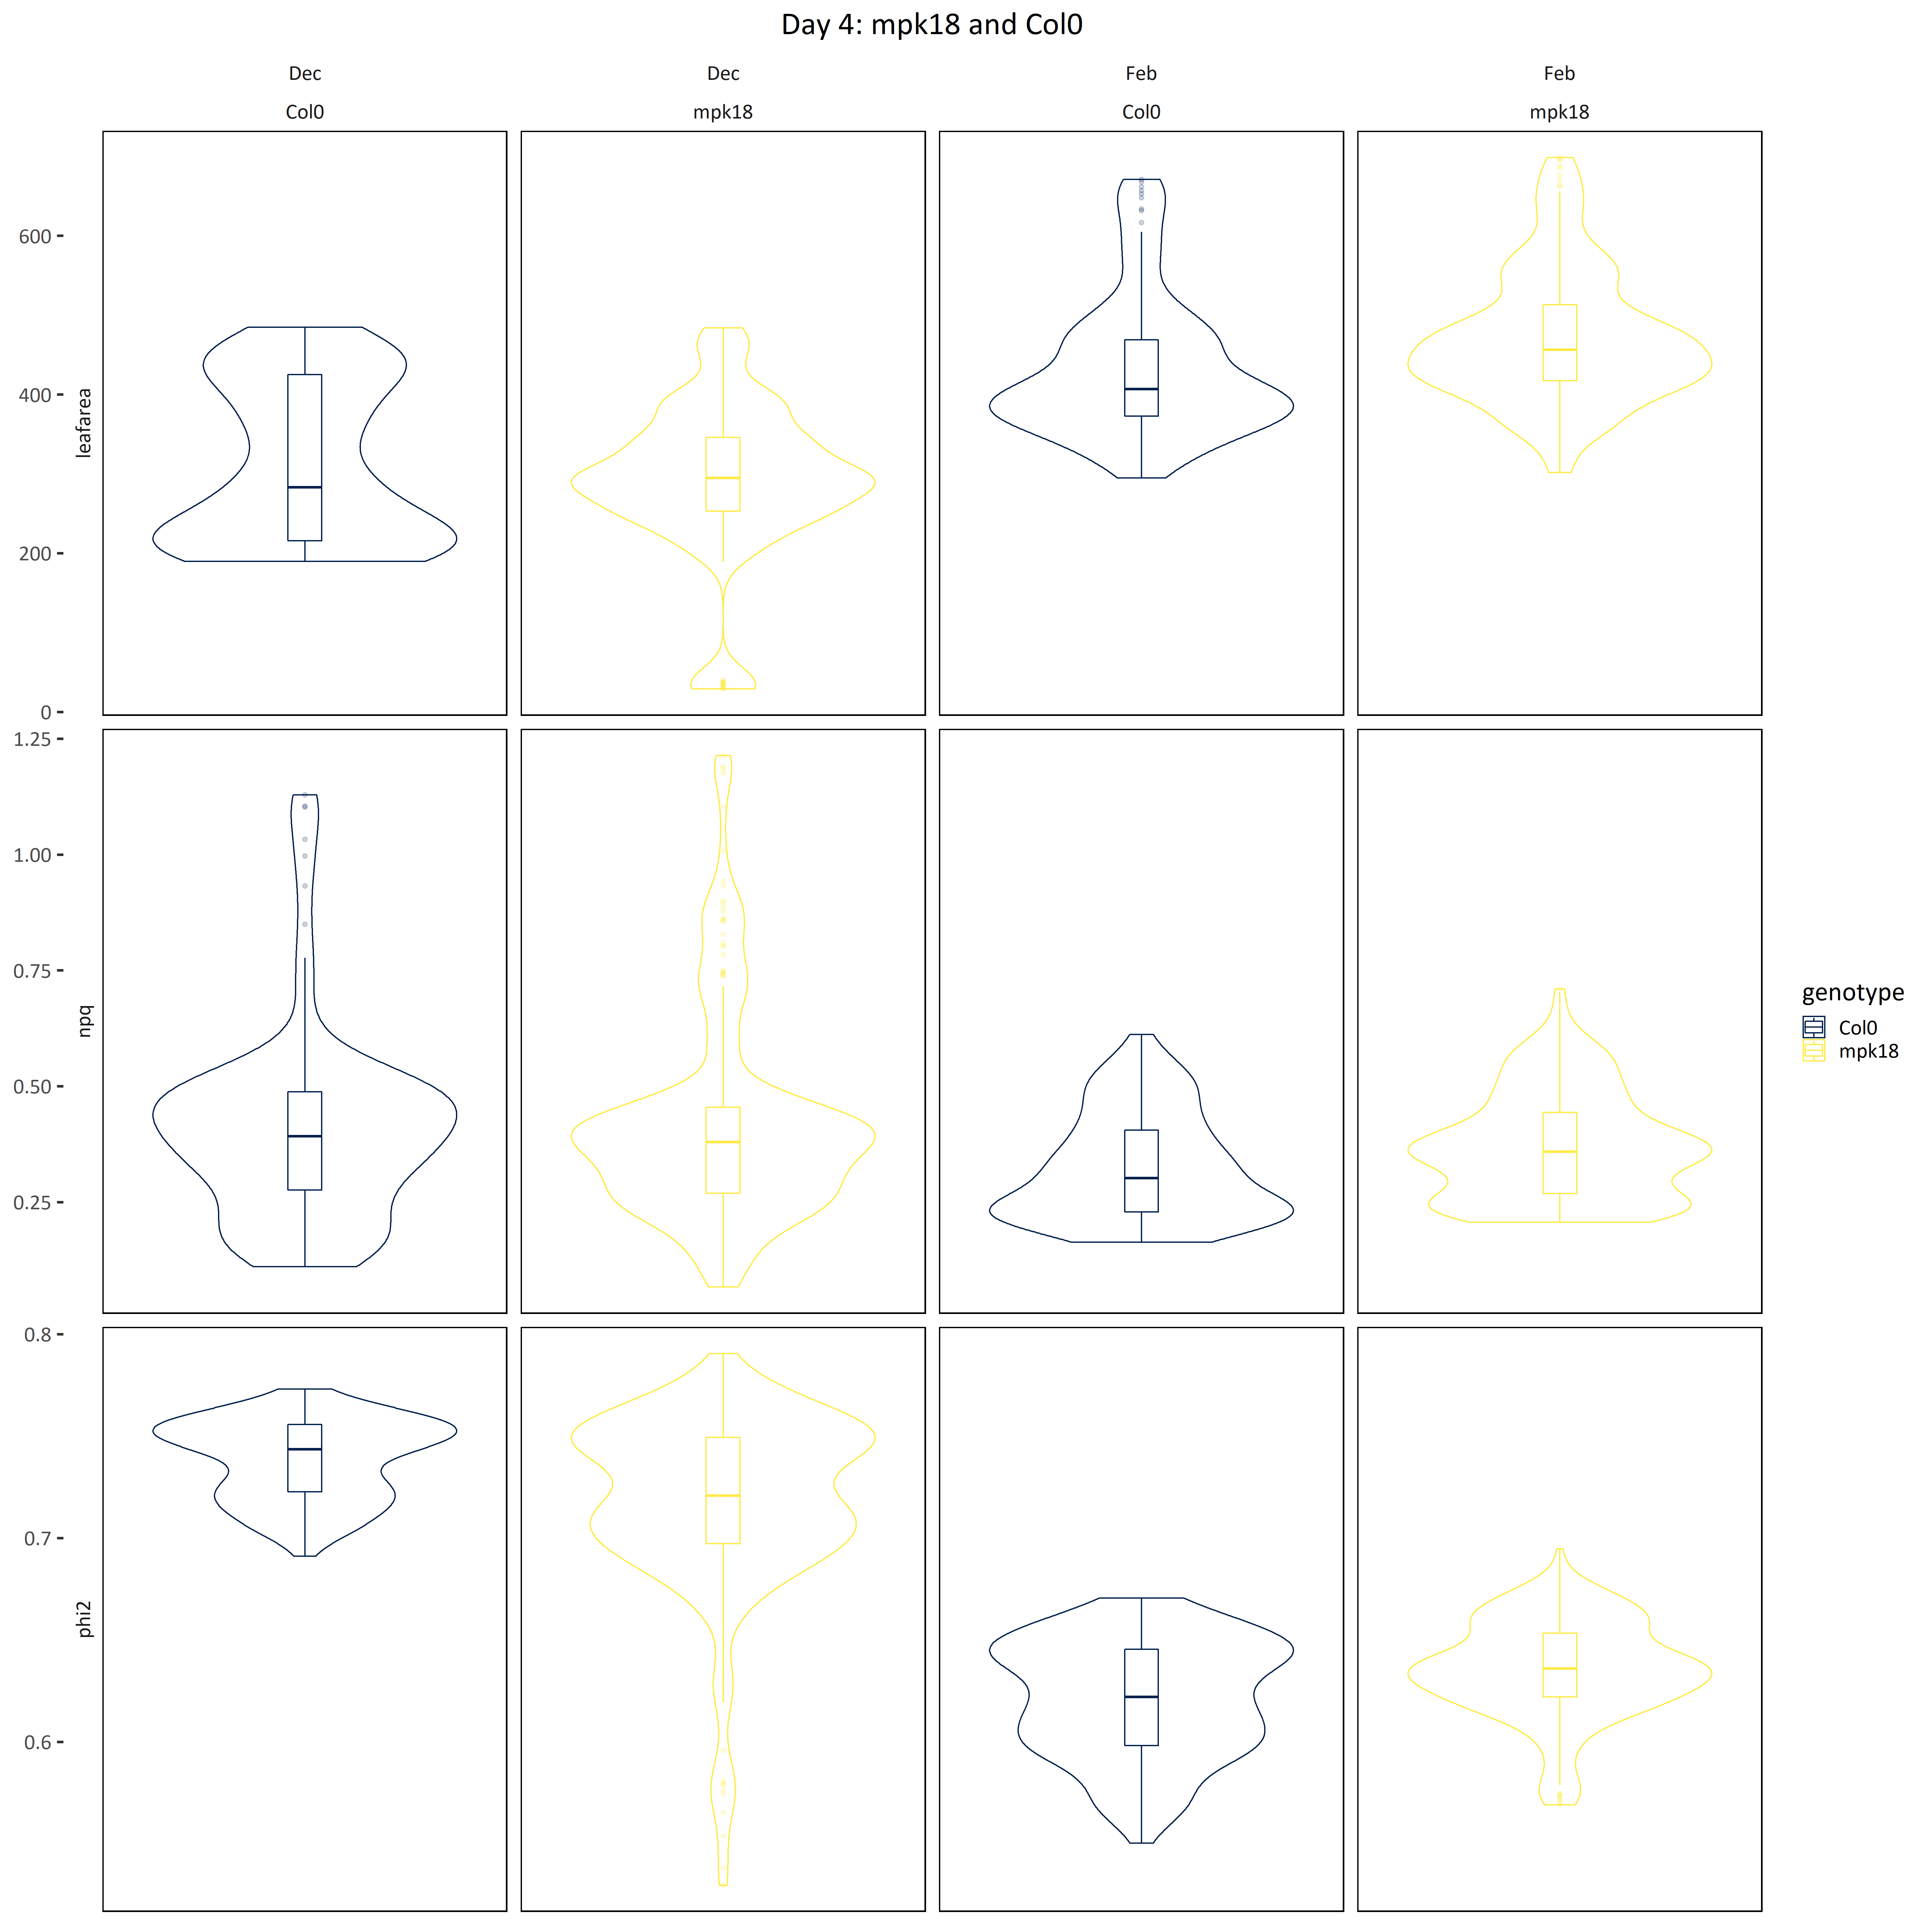 Day 4: mpk18 and Col0
Dec Dec Feb Feb
Col0 mpk18 Col0 mpk18
600
400
200
0
leafarea
1.25
1.00
0.75
0.50
0.25
npq
0.8
0.7
0.6
phi2
genotype
Col0
mpk18